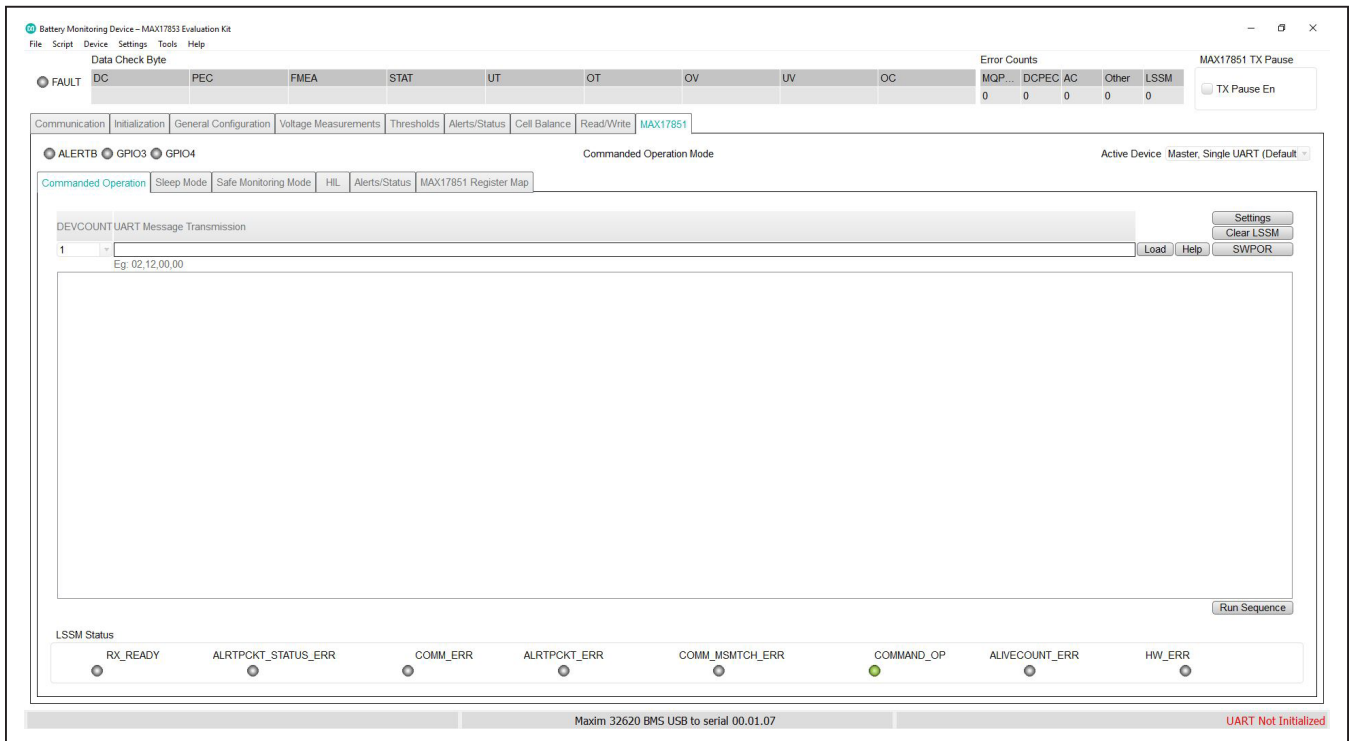 Battery Monitoring Device – MAX17853 Evaluation Kit
File Script Device Settings Tools Help
Data Check Byte Error Counts MAX17851 TX Pause
FAULT DC PEC FMEA STAT UT OT OV UV OC MQP... DCPEC AC Other LSSM
0 0 0 0 0 TX Pause En
Communication Initialization General Configuration Voltage Measurements Thresholds Alerts/Status Cell Balance Read/Write MAX17851
ALERTB GPIO3 GPIO4 Commanded Operation Mode Active Device Master, Single UART (Default
Commanded Operation Sleep Mode Safe Monitoring Mode HIL Alerts/Status MAX17851 Register Map
Settings
DEVCOUNT UART Message Transmission
Clear LSSM
1 Load Help SWPOR
Eg: 02,12,00,00
Run Sequence
LSSM Status
RX_READY ALRTPCKT_STATUS_ERR COMM_ERR ALRTPCKT_ERR COMM_MSMTCH_ERR COMMAND_OP ALIVECOUNT_ERR HW_ERR
Maxim 32620 BMS USB to serial 00.01.07 UART Not Initialized